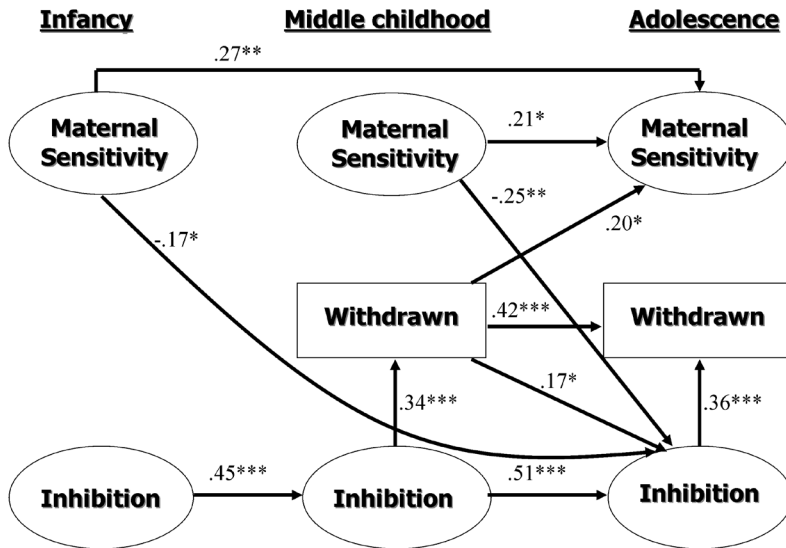 Infancy
Middle childhood
Adolescence
.27**
Maternal
Sensitivity
Maternal
Sensitivity
.21*
Maternal
Sensitivity
-.25**
-.17*
.20*
Withdrawn
.42***
Withdrawn
.17*
.34***
.36***
Inhibition
.45***
Inhibition
.51***
Inhibition